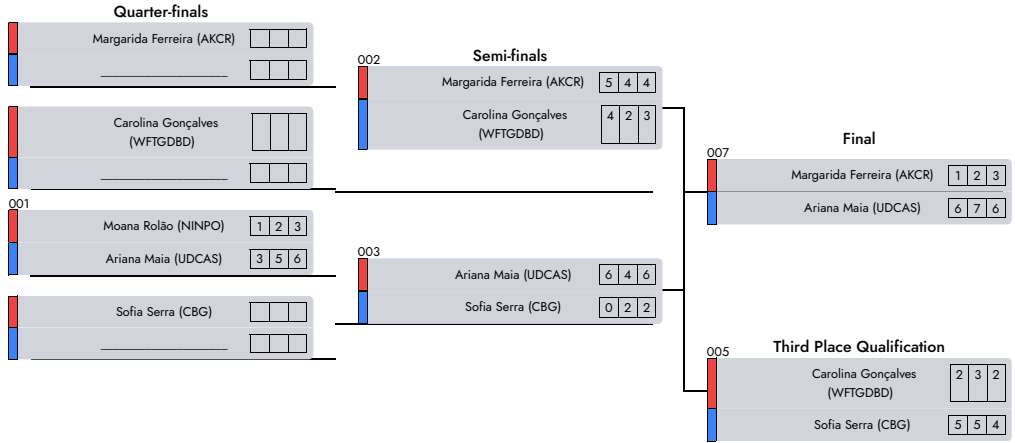 Quarter-finals
Margarida Ferreira (AKCR)
____________________
Carolina Gonçalves
(WFTGDBD)
____________________
001
Moana Rolão (NINPO) 1 2 3
Ariana Maia (UDCAS) 3 5 6
Sofia Serra (CBG)
____________________
Semi-finals
002
Margarida Ferreira (AKCR) 5 4 4
Carolina Gonçalves 4 2 3
(WFTGDBD)
003
Ariana Maia (UDCAS) 6 4 6
Sofia Serra (CBG) 0 2 2
Final
007
Margarida Ferreira (AKCR) 1 2 3
Ariana Maia (UDCAS) 6 7 6
Third Place Qualification
005
Carolina Gonçalves 2 3 2
(WFTGDBD)
Sofia Serra (CBG) 5 5 4